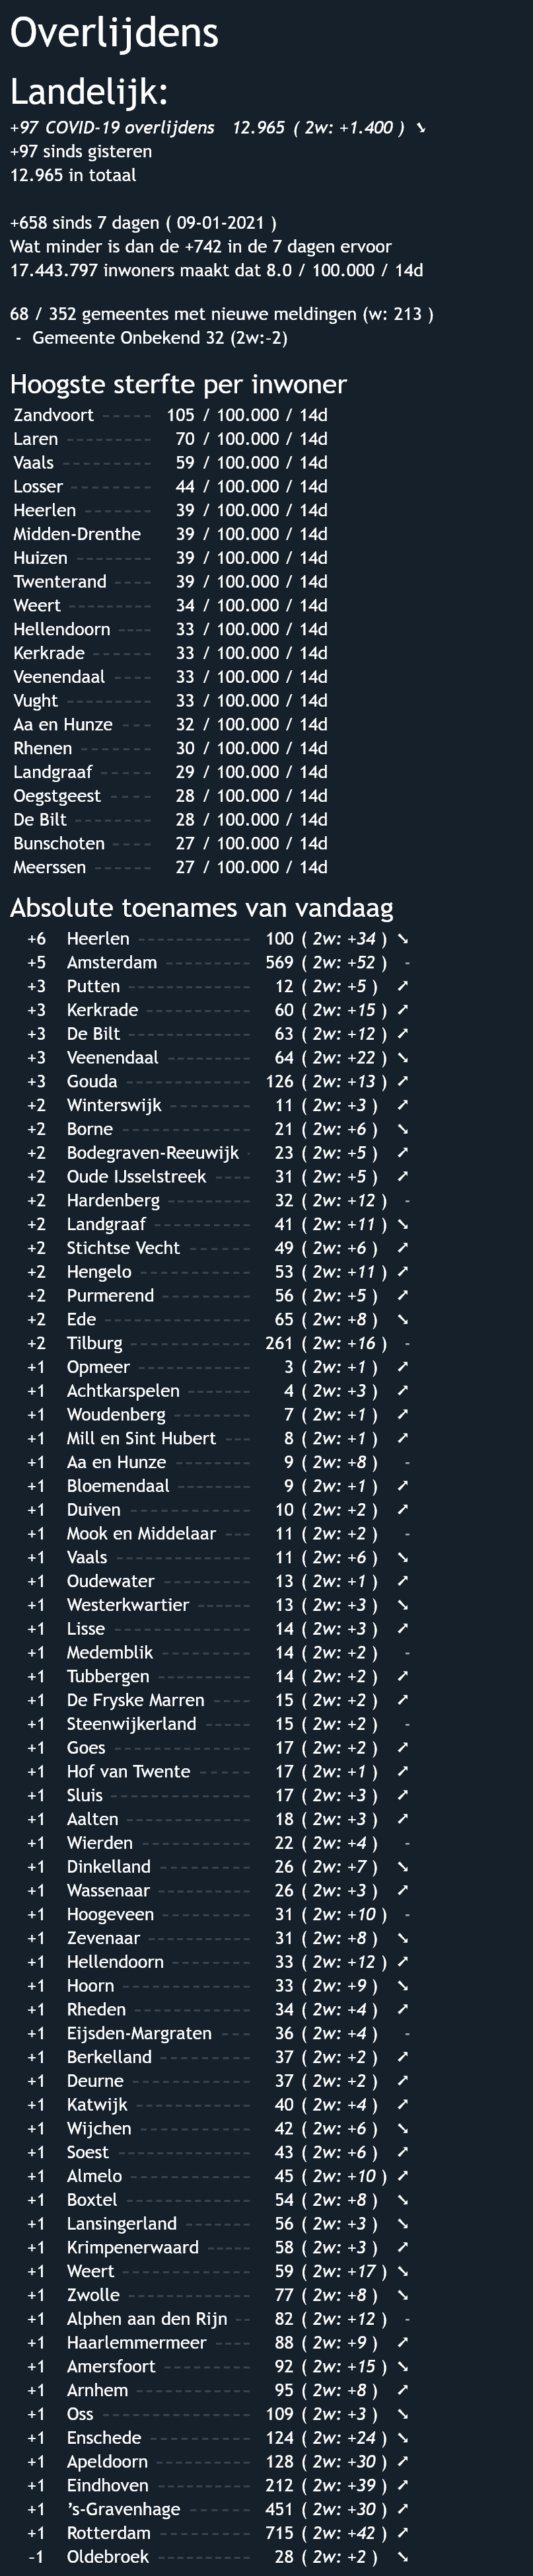 Overlijdens
Landelijk:
+97 COVID-19 overlijdens 12.965 ( 2w: +1.400 ) ➘
+97 sinds gisteren
12.965 in totaal
+658 sinds 7 dagen ( 09-01-2021 )
Wat minder is dan de +742 in de 7 dagen ervoor
17.443.797 inwoners maakt dat 8.0 / 100.000 / 14d
68 / 352 gemeentes met nieuwe meldingen (w: 213 )
- Gemeente Onbekend 32 (2w:-2)
Hoogste sterfte per inwoner
Zandvoort ----- 105 / 100.000 / 14d
Laren -------- 70 / 100.000 / 14d
Vaals -------- 59 / 100.000 / 14d
Losser -------- 44 / 100.000 / 14d
Heerlen ------- 39 / 100.000 / 14d
Midden-Drenthe 39 / 100.000 / 14d
Huizen ------- 39 / 100.000 / 14d
Twenterand ---- 39 / 100.000 / 14d
Weert -------- 34 / 100.000 / 14d
Hellendoorn ---- 33 / 100.000 / 14d
Kerkrade ------ 33 / 100.000 / 14d
Veenendaal ---- 33 / 100.000 / 14d
Vught -------- 33 / 100.000 / 14d
Aa en Hunze --- 32 / 100.000 / 14d
Rhenen ------- 30 / 100.000 / 14d
Landgraaf ----- 29 / 100.000 / 14d
Oegstgeest ---- 28 / 100.000 / 14d
De Bilt ------- 28 / 100.000 / 14d
Bunschoten ---- 27 / 100.000 / 14d
Meerssen ------ 27 / 100.000 / 14d
Absolute toenames van vandaag
+6 Heerlen ----------- 100 ( 2w: +34 ) ➘
+5 Amsterdam -------- 569 ( 2w: +52 ) -
+3 Putten ------------ 12 ( 2w: +5 ) ➚
+3 Kerkrade ---------- 60 ( 2w: +15 ) ➚
+3 De Bilt ------------ 63 ( 2w: +12 ) ➚
+3 Veenendaal -------- 64 ( 2w: +22 ) ➘
+3 Gouda ------------ 126 ( 2w: +13 ) ➚
+2 Winterswijk -------- 11 ( 2w: +3 ) ➚
+2 Borne ------------ 21 ( 2w: +6 ) ➘
+2 Bodegraven-Reeuwijk - 23 ( 2w: +5 ) ➚
+2 Oude IJsselstreek ---- 31 ( 2w: +5 ) ➚
+2 Hardenberg -------- 32 ( 2w: +12 ) -
+2 Landgraaf --------- 41 ( 2w: +11 ) ➘
+2 Stichtse Vecht ------ 49 ( 2w: +6 ) ➚
+2 Hengelo ----------- 53 ( 2w: +11 ) ➚
+2 Purmerend --------- 56 ( 2w: +5 ) ➚
+2 Ede -------------- 65 ( 2w: +8 ) ➘
+2 Tilburg ------------ 261 ( 2w: +16 ) -
+1 Opmeer ----------- 3 ( 2w: +1 ) ➚
+1 Achtkarspelen ------ 4 ( 2w: +3 ) ➚
+1 Woudenberg -------- 7 ( 2w: +1 ) ➚
+1 Mill en Sint Hubert --- 8 ( 2w: +1 ) ➚
+1 Aa en Hunze ------- 9 ( 2w: +8 ) -
+1 Bloemendaal ------- 9 ( 2w: +1 ) ➚
+1 Duiven ------------ 10 ( 2w: +2 ) ➚
+1 Mook en Middelaar --- 11 ( 2w: +2 ) -
+1 Vaals ------------- 11 ( 2w: +6 ) ➘
+1 Oudewater --------- 13 ( 2w: +1 ) ➚
+1 Westerkwartier ------ 13 ( 2w: +3 ) ➘
+1 Lisse ------------- 14 ( 2w: +3 ) ➚
+1 Medemblik --------- 14 ( 2w: +2 ) -
+1 Tubbergen --------- 14 ( 2w: +2 ) ➚
+1 De Fryske Marren ---- 15 ( 2w: +2 ) ➚
+1 Steenwijkerland ----- 15 ( 2w: +2 ) -
+1 Goes ------------- 17 ( 2w: +2 ) ➚
+1 Hof van Twente ----- 17 ( 2w: +1 ) ➚
+1 Sluis ------------- 17 ( 2w: +3 ) ➚
+1 Aalten ------------ 18 ( 2w: +3 ) ➚
+1 Wierden ----------- 22 ( 2w: +4 ) -
+1 Dinkelland --------- 26 ( 2w: +7 ) ➘
+1 Wassenaar --------- 26 ( 2w: +3 ) ➚
+1 Hoogeveen --------- 31 ( 2w: +10 ) -
+1 Zevenaar ---------- 31 ( 2w: +8 ) ➘
+1 Hellendoorn -------- 33 ( 2w: +12 ) ➚
+1 Hoorn ------------ 33 ( 2w: +9 ) ➘
+1 Rheden ----------- 34 ( 2w: +4 ) ➚
+1 Eijsden-Margraten --- 36 ( 2w: +4 ) -
+1 Berkelland --------- 37 ( 2w: +2 ) ➚
+1 Deurne ----------- 37 ( 2w: +2 ) ➚
+1 Katwijk ----------- 40 ( 2w: +4 ) ➚
+1 Wijchen ----------- 42 ( 2w: +6 ) ➘
+1 Soest ------------- 43 ( 2w: +6 ) ➚
+1 Almelo ------------ 45 ( 2w: +10 ) ➚
+1 Boxtel ------------ 54 ( 2w: +8 ) ➘
+1 Lansingerland ------ 56 ( 2w: +3 ) ➘
+1 Krimpenerwaard ---- 58 ( 2w: +3 ) ➚
+1 Weert ------------ 59 ( 2w: +17 ) ➘
+1 Zwolle ------------ 77 ( 2w: +8 ) ➘
+1 Alphen aan den Rijn -- 82 ( 2w: +12 ) -
+1 Haarlemmermeer ---- 88 ( 2w: +9 ) ➚
+1 Amersfoort -------- 92 ( 2w: +15 ) ➘
+1 Arnhem ----------- 95 ( 2w: +8 ) ➚
+1 Oss -------------- 109 ( 2w: +3 ) ➘
+1 Enschede ---------- 124 ( 2w: +24 ) ➘
+1 Apeldoorn --------- 128 ( 2w: +30 ) ➚
+1 Eindhoven --------- 212 ( 2w: +39 ) ➚
+1 's-Gravenhage ------ 451 ( 2w: +30 ) ➚
+1 Rotterdam --------- 715 ( 2w: +42 ) ➚
-1 Oldebroek --------- 28 ( 2w: +2 ) ➘